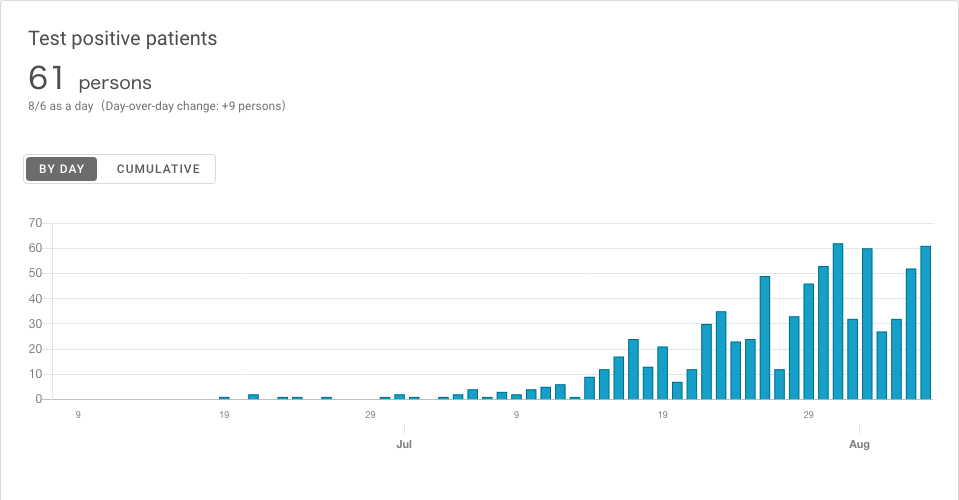 Test positive patients
61 persons
8/6 as a day（Day-over-day change: +9 persons）
BY DAY CUMULATIVE
70
60
50
40
30
20
10
0
9 19 29 9 19 29
Jul Aug